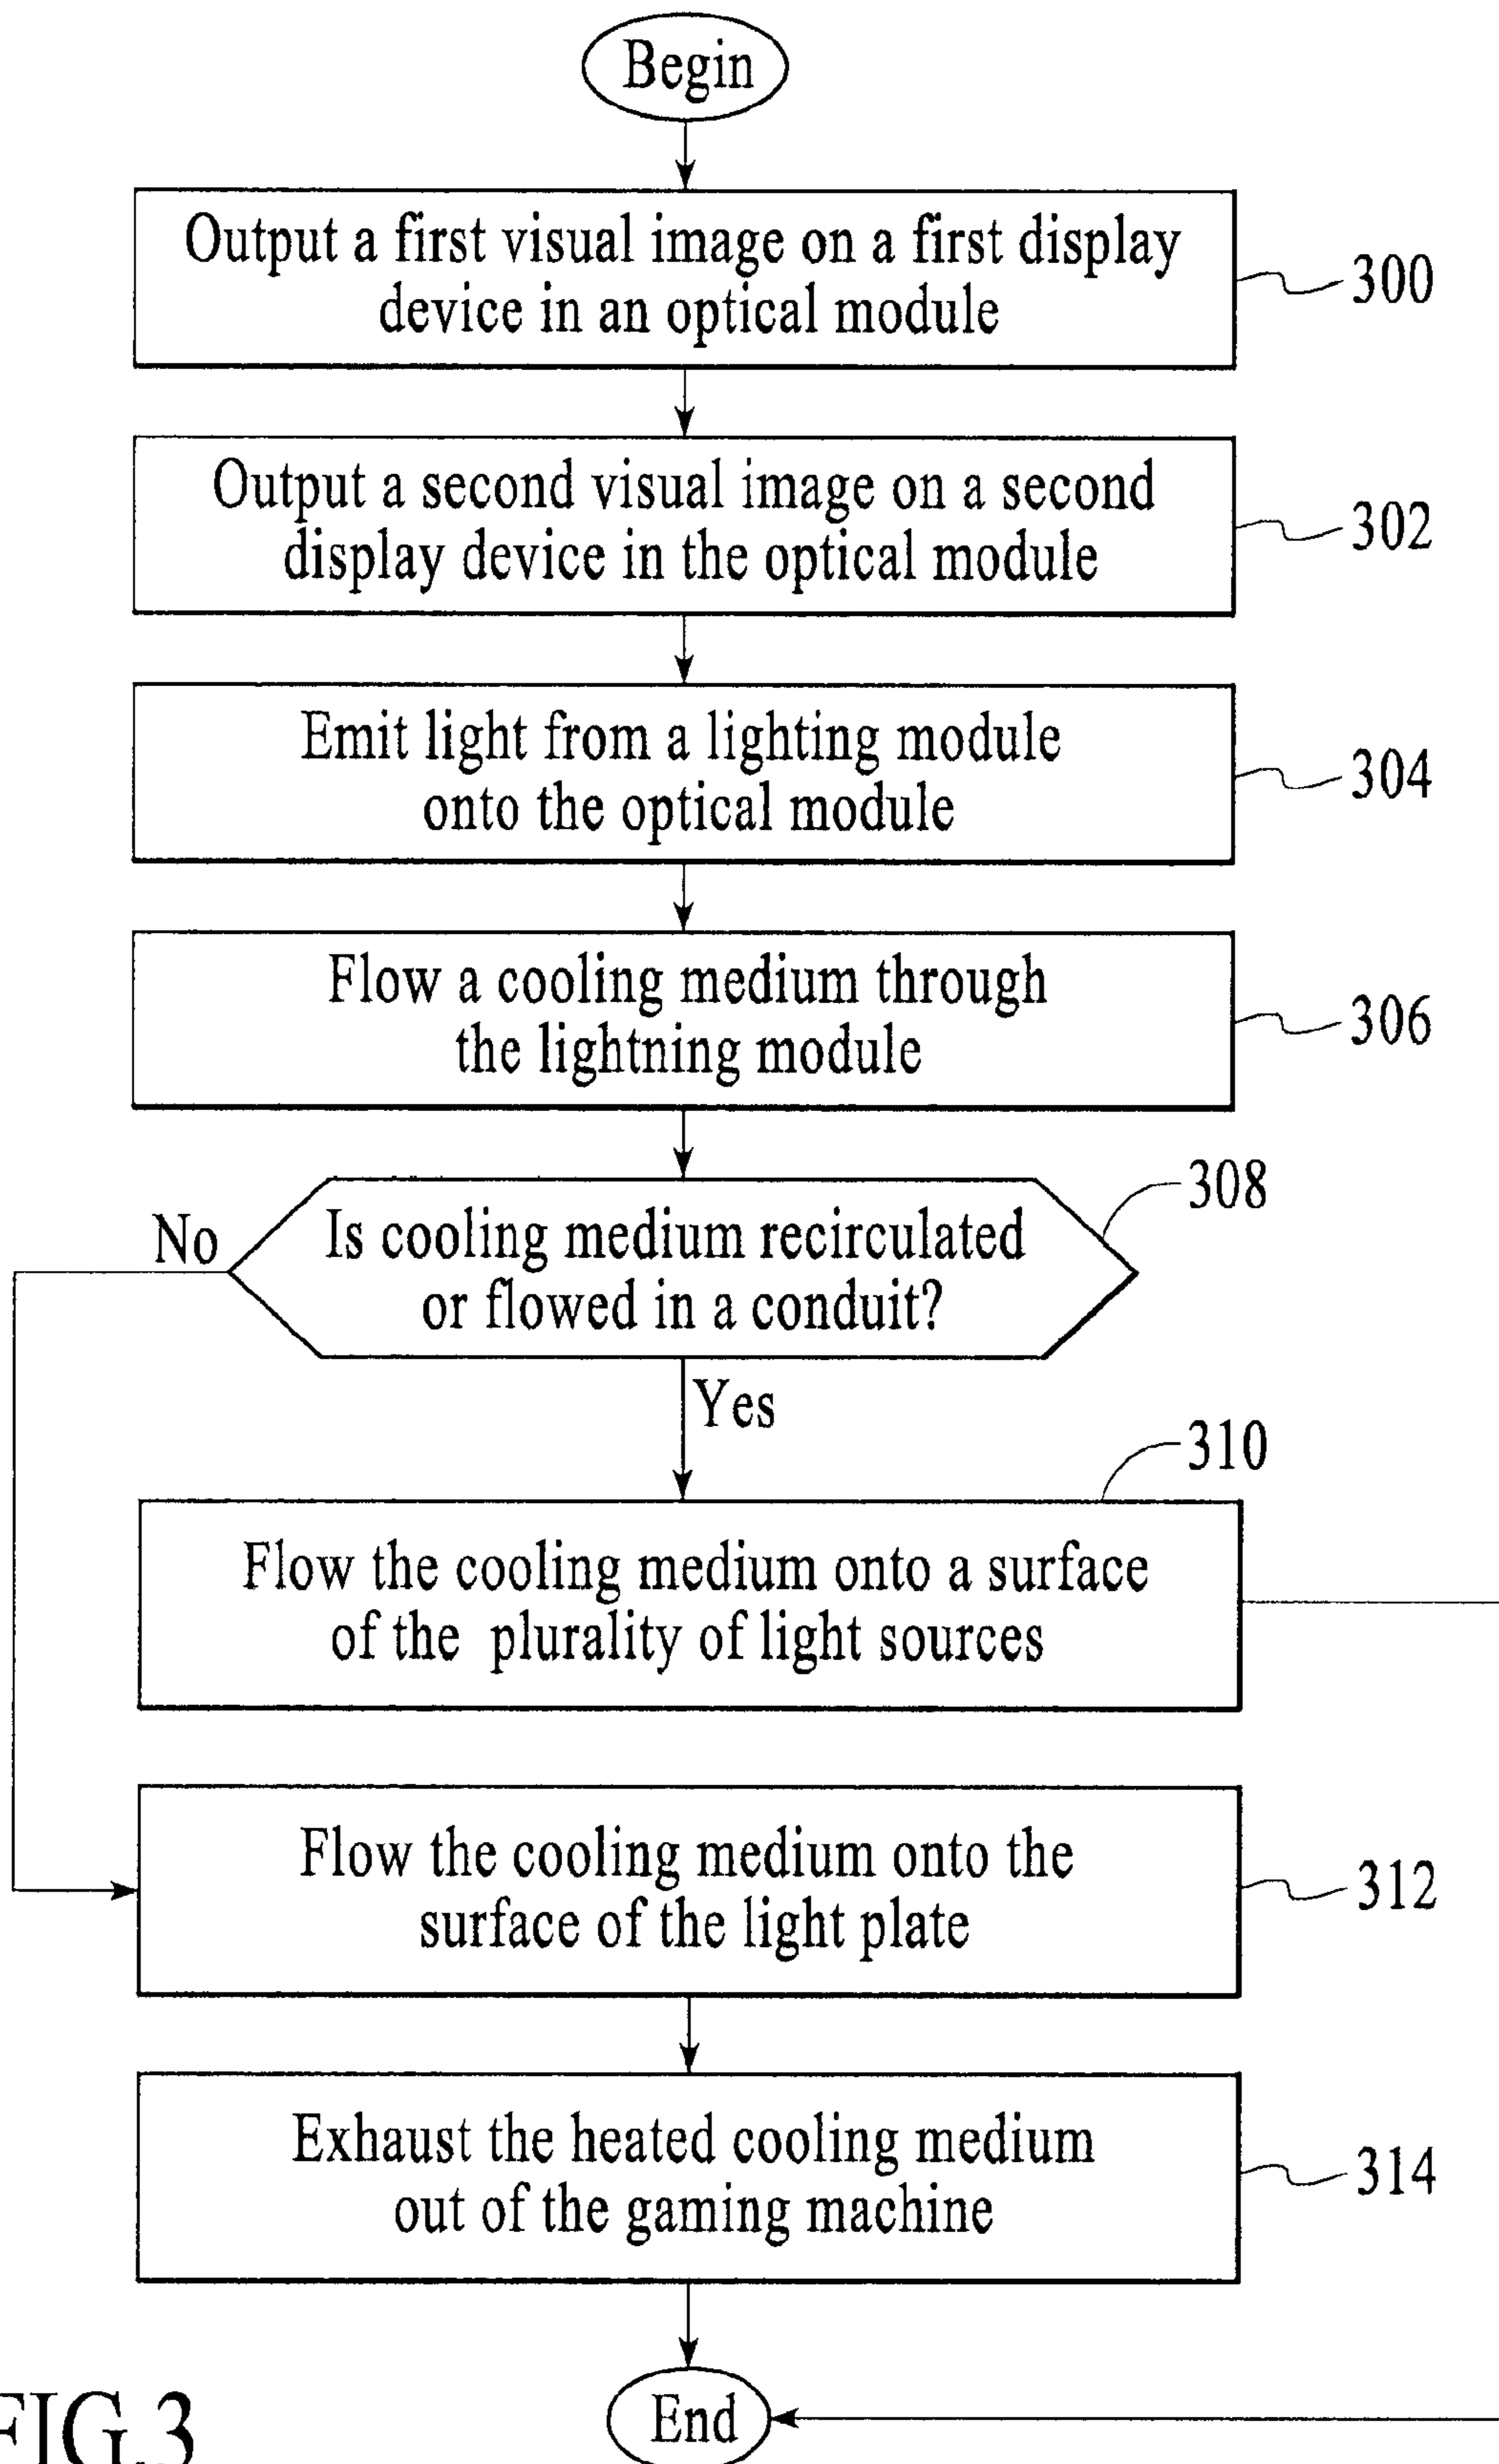 Begin
Output a first visual image on a first display
device in an optical module
300
Output a second visual image on a second
display device in the optical module
302
Emit light from a lighting module
onto the optical module
304
Flow a cooling medium through
the lightning module
306
308
No
Is cooling medium recirculated
or flowed in a conduit?
Yes
310
Flow the cooling medium onto a surface
of the plurality of light sources
Flow the cooling medium onto the
surface of the light plate
312
Exhaust the heated cooling medium
out of the gaming machine
314
End
FIG.3